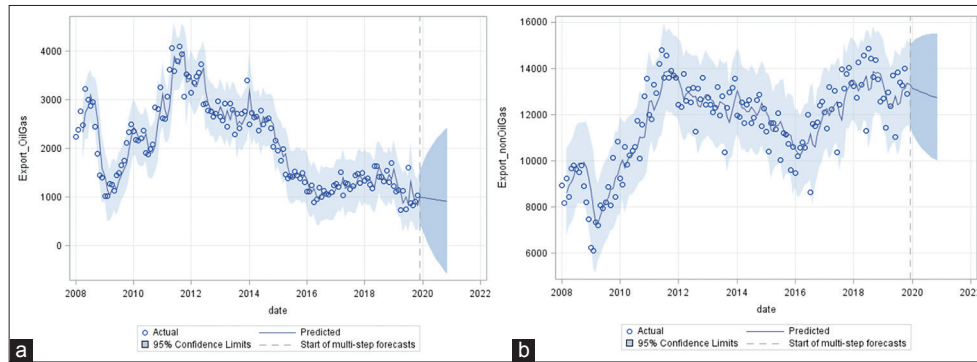 Export_OilGas
4000
3000
2000
1000
0
2008 2010 2012 2014 2016 2018 2020 2022
date
Actual Predicted
95% Confidence Limits Start of multi-step forecasts
a
Export_nonOilGas
16000
14000
12000
10000
8000
6000
2008 2010 2012 2014 2016 2018 2020 2022
date
Actual Predicted
95% Confidence Limits Start of multi-step forecasts
b